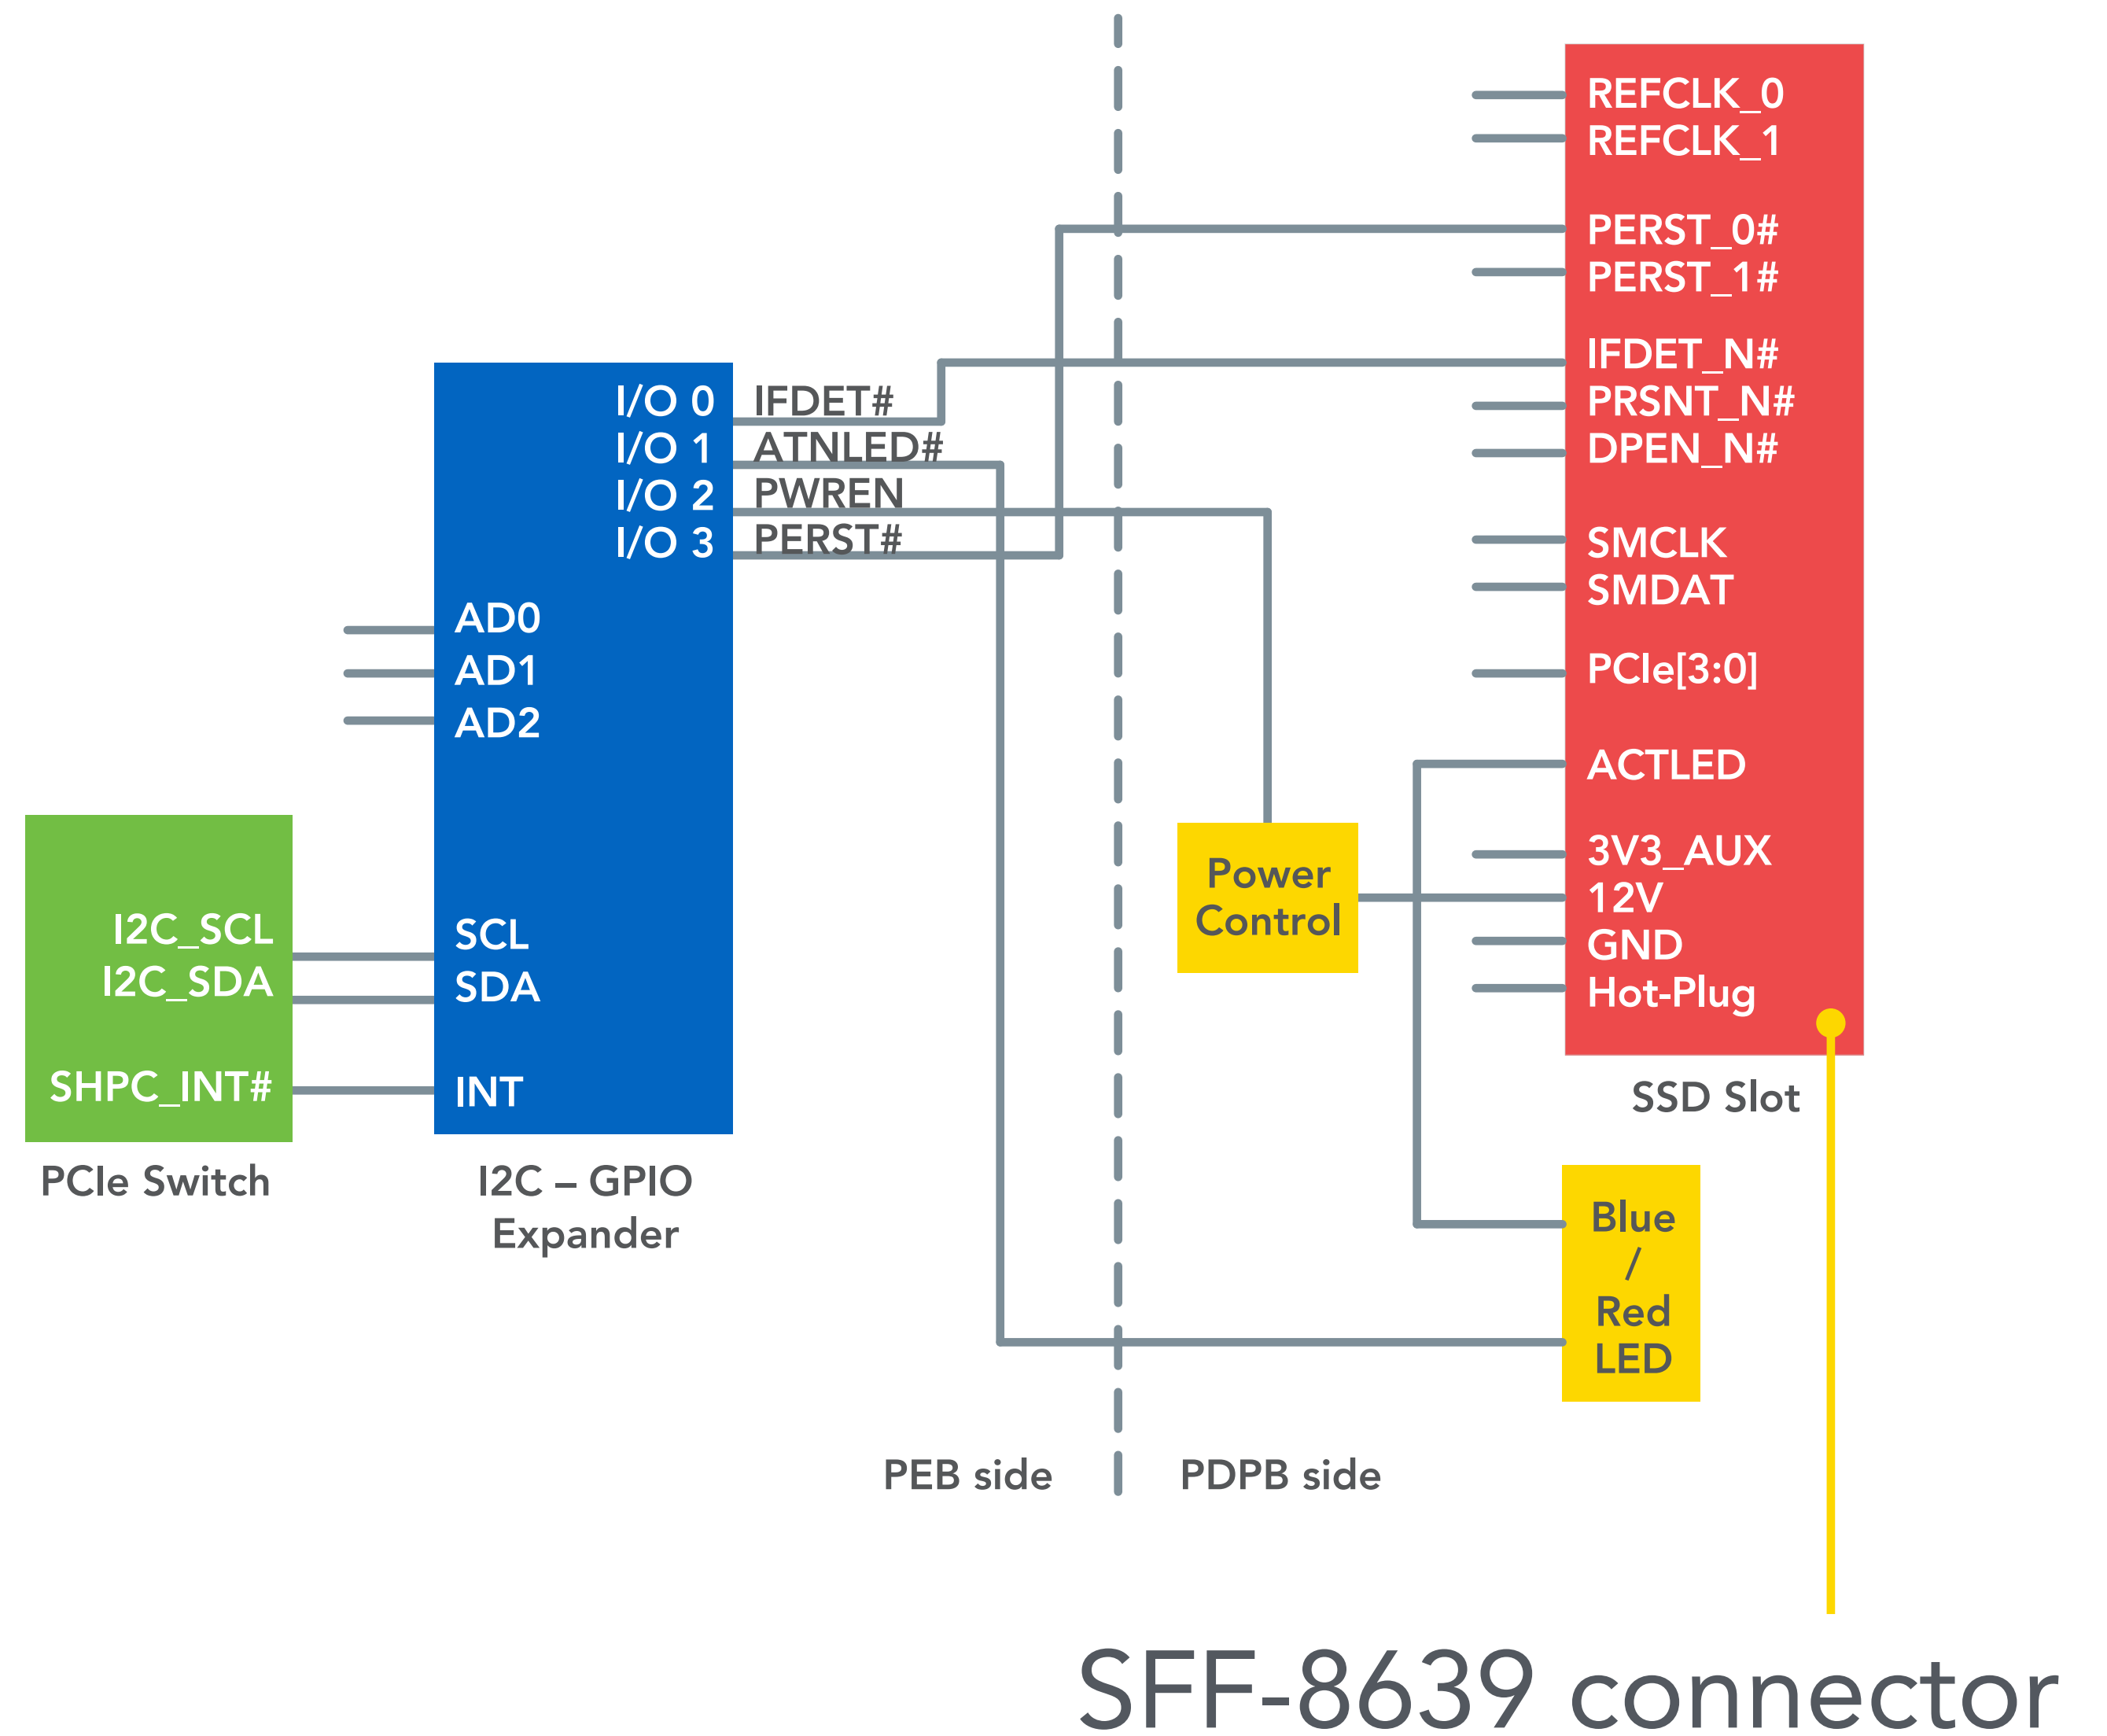 REFCLK_0
REFCLK_1
PERST_0#
PERST_1#
IFDET_N#
PRSNT_N#
DPEN_N#
SMCLK
SMDAT
PCIe[3:0]
ACTLED
3V3_AUX
12V
GND
Hot-Plug
SSD Slot
I/O 0 IFDET#
I/O 1 ATNLED#
I/O 2 PWREN
I/O 3 PERST#
AD0
AD1
AD2
SCL
SDA
INT
I2C – GPIO
Expander
I2C_SCL
I2C_SDA
SHPC_INT#
PCIe Switch
Power
Control
Blue
/
Red
LED
PEB side
PDPB side
SFF-8639 connector